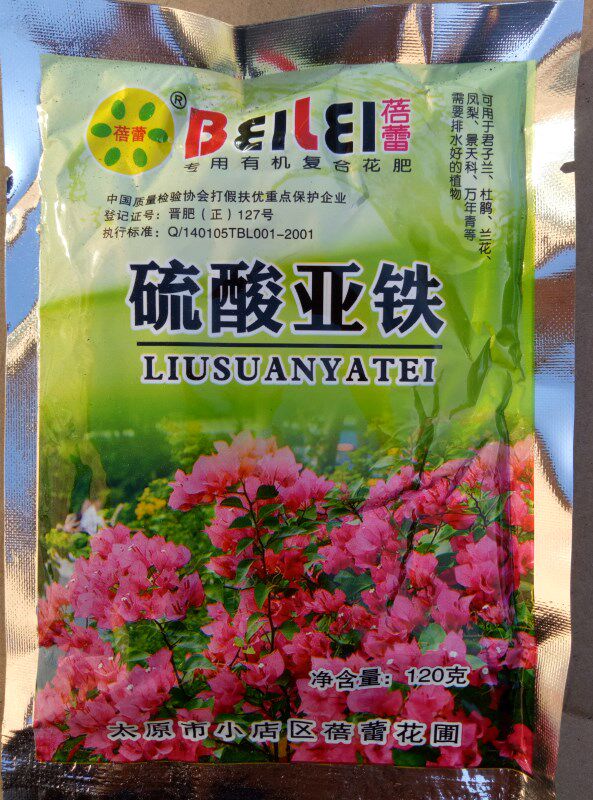 蓓蕾
®
BEILEI
蓓蕾
专用有机复合花肥
中国质量检验协会打假扶优重点保护企业
登记证号：晋肥（正）127号
执行标准：Q/140105TBL001-2001
可用于君子兰、杜鹃、兰花、
凤梨、景天科、万年青等
需要排水好的植物
硫酸亚铁
LIUSUANYATEI
净含量：120克
太原市小店区蓓蕾花圃